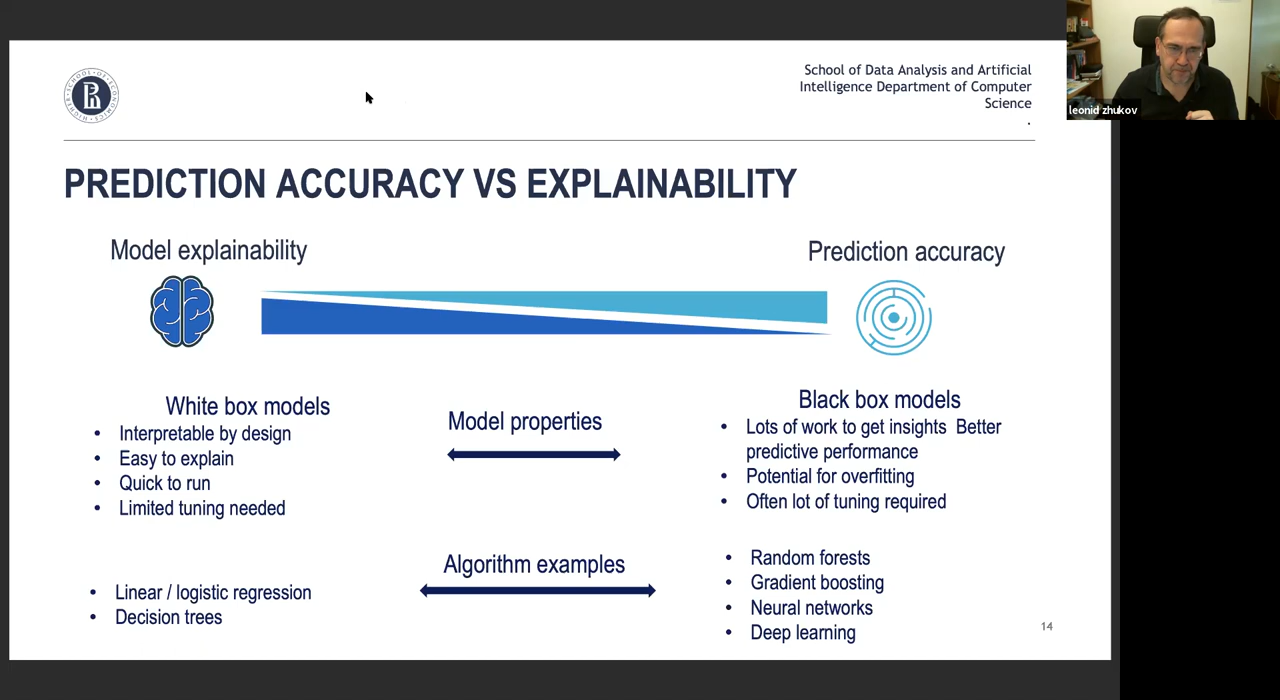 School of Data Analysis and Artificial
Intelligence Department of Computer
Science
.
leonid zhukov
PREDICTION ACCURACY VS EXPLAINABILITY
Model explainability
Prediction accuracy
White box models
• Interpretable by design
• Easy to explain
• Quick to run
• Limited tuning needed
Model properties
Black box models
• Lots of work to get insights Better
predictive performance
• Potential for overfitting
• Often lot of tuning required
Algorithm examples
• Linear / logistic regression
• Decision trees
• Random forests
• Gradient boosting
• Neural networks
• Deep learning
14